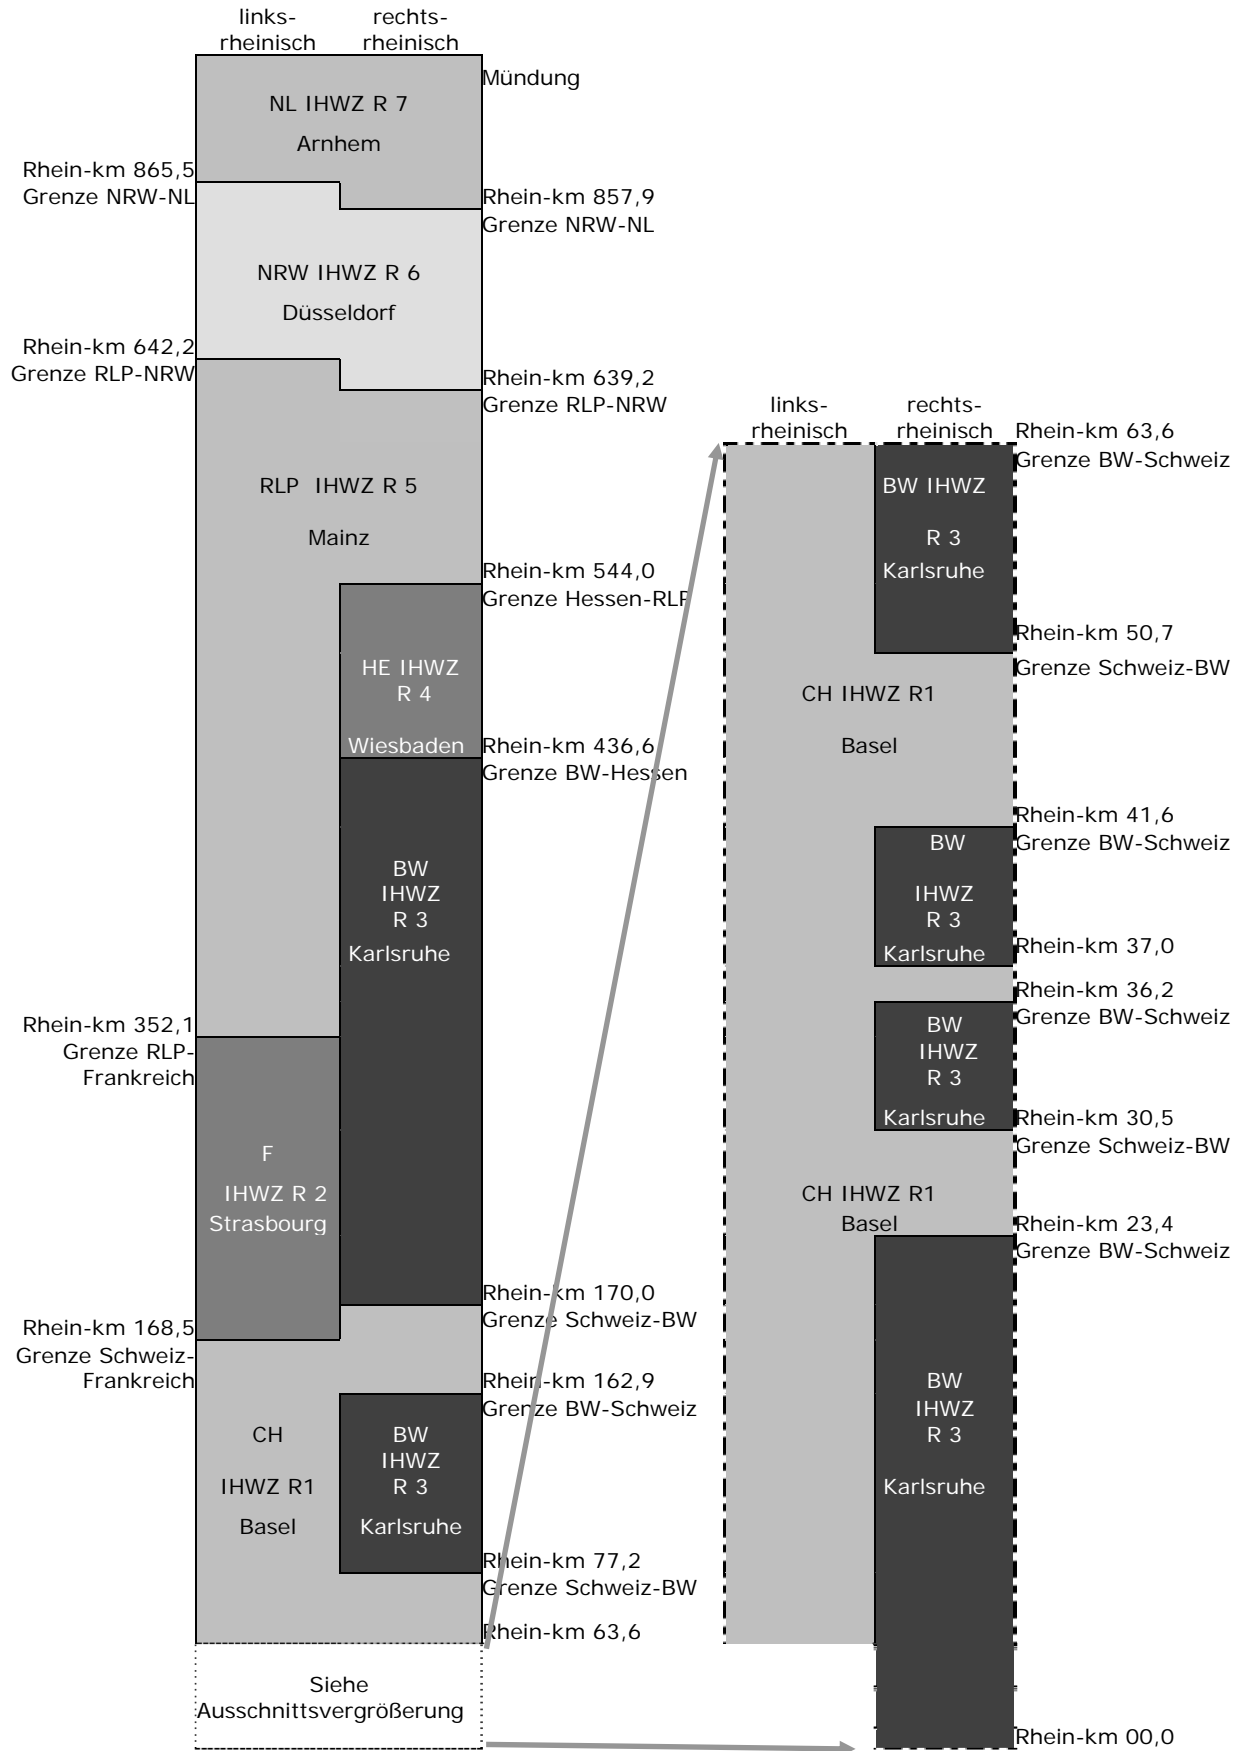 links-
rheinisch
rechts-
rheinisch
Mündung
NL IHWZ R 7
Arnhem
Rhein-km 865,5
Grenze NRW-NL
Rhein-km 857,9
Grenze NRW-NL
NRW IHWZ R 6
Düsseldorf
Rhein-km 642,2
Grenze RLP-NRW
Rhein-km 639,2
Grenze RLP-NRW
RLP IHWZ R 5
Mainz
Rhein-km 544,0
Grenze Hessen-RLP
HE IHWZ
R 4
Wiesbaden
Rhein-km 436,6
Grenze BW-Hessen
BW
IHWZ
R 3
Karlsruhe
Rhein-km 352,1
Grenze RLP-
Frankreich
F
IHWZ R 2
Strasbourg
Rhein-km 170,0
Grenze Schweiz-BW
Rhein-km 168,5
Grenze Schweiz-
Frankreich
Rhein-km 162,9
Grenze BW-Schweiz
CH
IHWZ R1
Basel
BW
IHWZ
R 3
Karlsruhe
Rhein-km 77,2
Grenze Schweiz-BW
Rhein-km 63,6
Siehe
Ausschnittsvergrößerung
links-
rheinisch
rechts-
rheinisch
Rhein-km 63,6
Grenze BW-Schweiz
BW IHWZ
R 3
Karlsruhe
Rhein-km 50,7
Grenze Schweiz-BW
CH IHWZ R1
Basel
Rhein-km 41,6
Grenze BW-Schweiz
BW
IHWZ
R 3
Karlsruhe
Rhein-km 37,0
Rhein-km 36,2
Grenze BW-Schweiz
BW
IHWZ
R 3
Karlsruhe
Rhein-km 30,5
Grenze Schweiz-BW
CH IHWZ R1
Basel
Rhein-km 23,4
Grenze BW-Schweiz
BW
IHWZ
R 3
Karlsruhe
Rhein-km 00,0